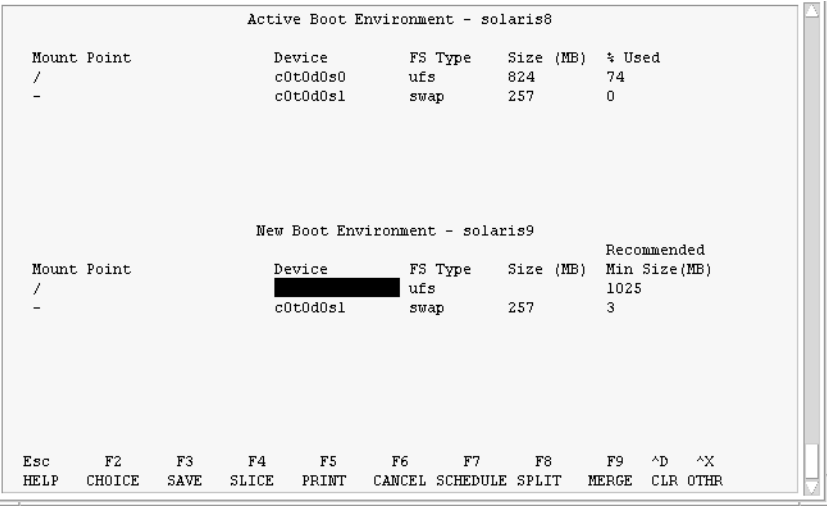 Active Boot Environment - solaris8
Mount Point Device FS Type Size (MB) % Used
/ c0t0d0s0 ufs 824 74
- c0t0d0s1 swap 257 0
New Boot Environment - solaris9
Recommended
Mount Point Device FS Type Size (MB) Min Size(MB)
/ ufs 1025
- c0t0d0s1 swap 257 3
Esc F2 F3 F4 F5 F6 F7 F8 F9 ^D ^X
HELP CHOICE SAVE SLICE PRINT CANCEL SCHEDULE SPLIT MERGE CLR OTHR